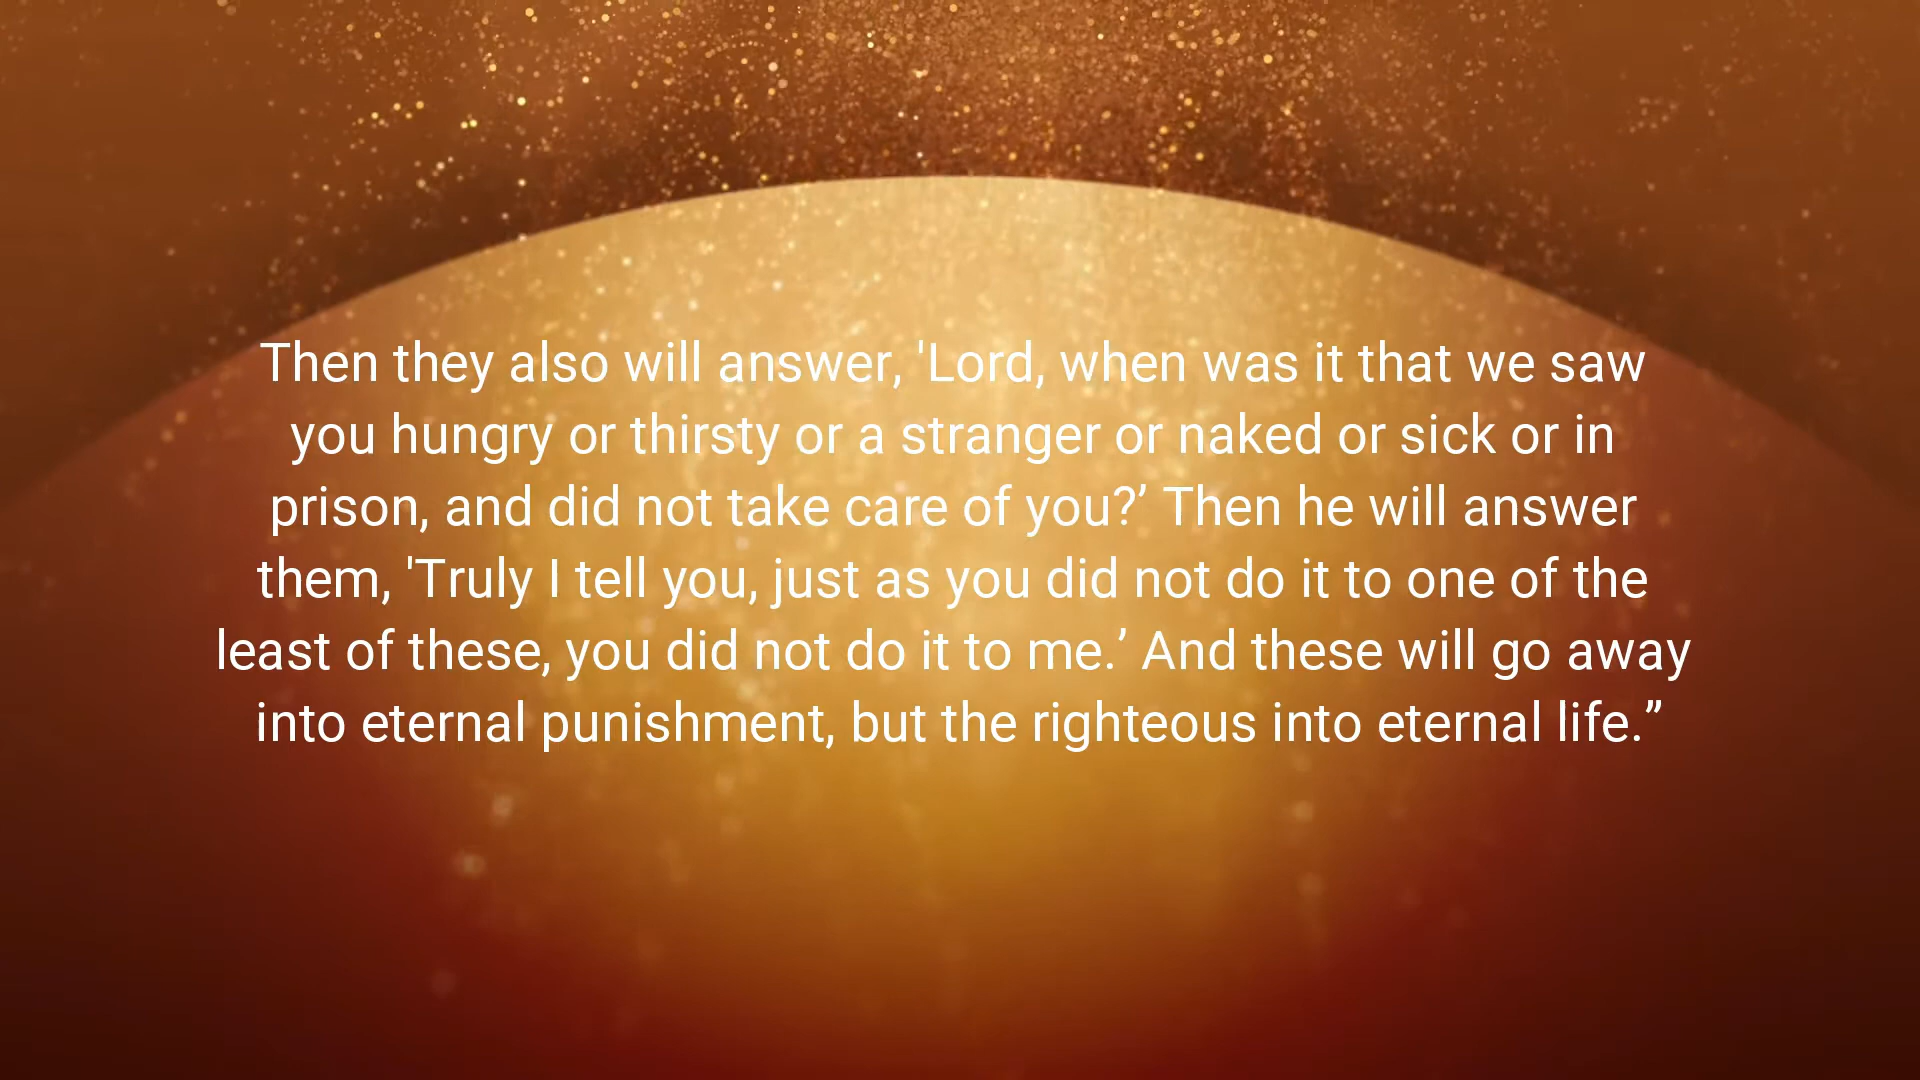 Then they also will answer, 'Lord, when was it that we saw
you hungry or thirsty or a stranger or naked or sick or in
prison, and did not take care of you?’ Then he will answer
them, 'Truly I tell you, just as you did not do it to one of the
least of these, you did not do it to me.’ And these will go away
into eternal punishment, but the righteous into eternal life.”